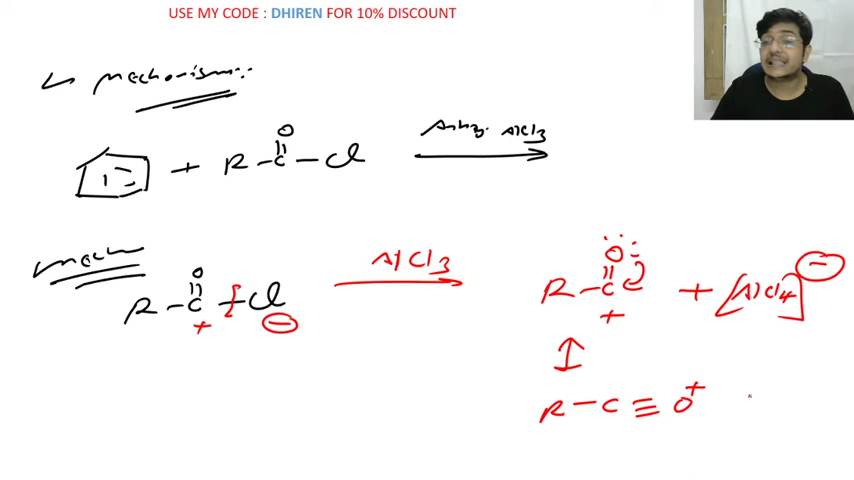 USE MY CODE : DHIREN FOR 10% DISCOUNT
↳ mechanism:
+ R - C(=O) - Cl Anhy. AlCl3 →
Mech R - C(=O) - Cl + - AlCl3 → R - C(=O) + + [AlCl4] -
R - C ≡ O+